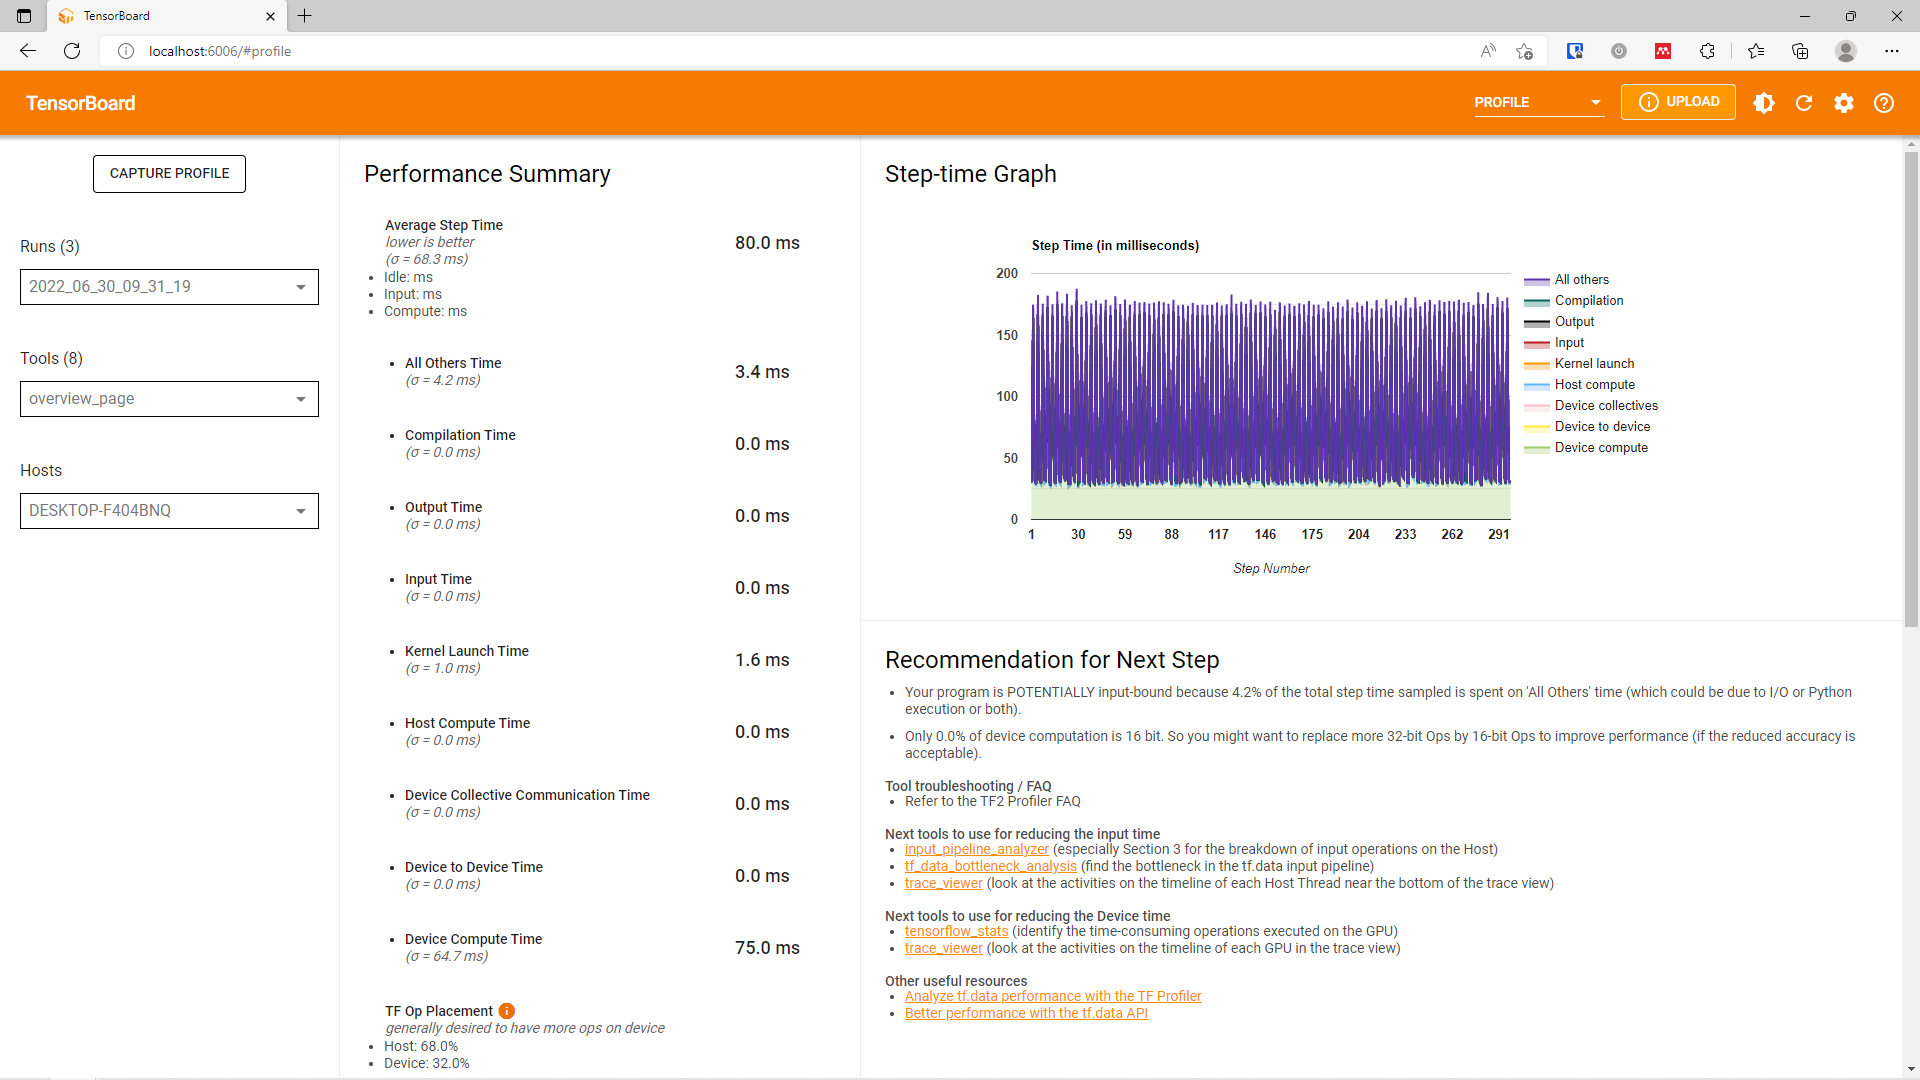 TensorBoard
localhost:6006/#profile
TensorBoard
PROFILE
UPLOAD
CAPTURE PROFILE
Runs (3)
2022_06_30_09_31_19
Tools (8)
overview_page
Hosts
DESKTOP-F404BNQ
Performance Summary
Average Step Time
lower is better
(σ = 68.3 ms)
80.0 ms
Idle: ms
Input: ms
Compute: ms
All Others Time
(σ = 4.2 ms)
3.4 ms
Compilation Time
(σ = 0.0 ms)
0.0 ms
Output Time
(σ = 0.0 ms)
0.0 ms
Input Time
(σ = 0.0 ms)
0.0 ms
Kernel Launch Time
(σ = 1.0 ms)
1.6 ms
Host Compute Time
(σ = 0.0 ms)
0.0 ms
Device Collective Communication Time
(σ = 0.0 ms)
0.0 ms
Device to Device Time
(σ = 0.0 ms)
0.0 ms
Device Compute Time
(σ = 64.7 ms)
75.0 ms
TF Op Placement
generally desired to have more ops on device
Host: 68.0%
Device: 32.0%
Step-time Graph
Step Time (in milliseconds)
200
150
100
50
0
1 30 59 88 117 146 175 204 233 262 291
Step Number
All others
Compilation
Output
Input
Kernel launch
Host compute
Device collectives
Device to device
Device compute
Recommendation for Next Step
Your program is POTENTIALLY input-bound because 4.2% of the total step time sampled is spent on 'All Others' time (which could be due to I/O or Python
execution or both).
Only 0.0% of device computation is 16 bit. So you might want to replace more 32-bit Ops by 16-bit Ops to improve performance (if the reduced accuracy is
acceptable).
Tool troubleshooting / FAQ
Refer to the TF2 Profiler FAQ
Next tools to use for reducing the input time
input_pipeline_analyzer (especially Section 3 for the breakdown of input operations on the Host)
tf_data_bottleneck_analysis (find the bottleneck in the tf.data input pipeline)
trace_viewer (look at the activities on the timeline of each Host Thread near the bottom of the trace view)
Next tools to use for reducing the Device time
tensorflow_stats (identify the time-consuming operations executed on the GPU)
trace_viewer (look at the activities on the timeline of each GPU in the trace view)
Other useful resources
Analyze tf.data performance with the TF Profiler
Better performance with the tf.data API